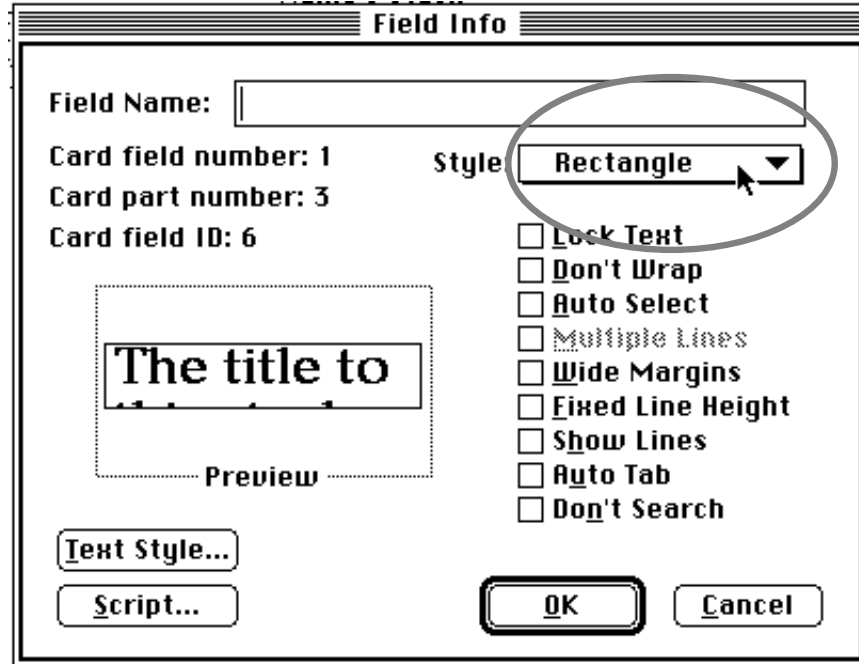 Field Info
Field Name:
Card field number: 1
Style: Rectangle
Card part number: 3
Card field ID: 6
Lock Text
Don't Wrap
Auto Select
Multiple Lines
Wide Margins
Fixed Line Height
Show Lines
Auto Tab
Don't Search
The title to
Preview
Text Style...
Script...
OK
Cancel